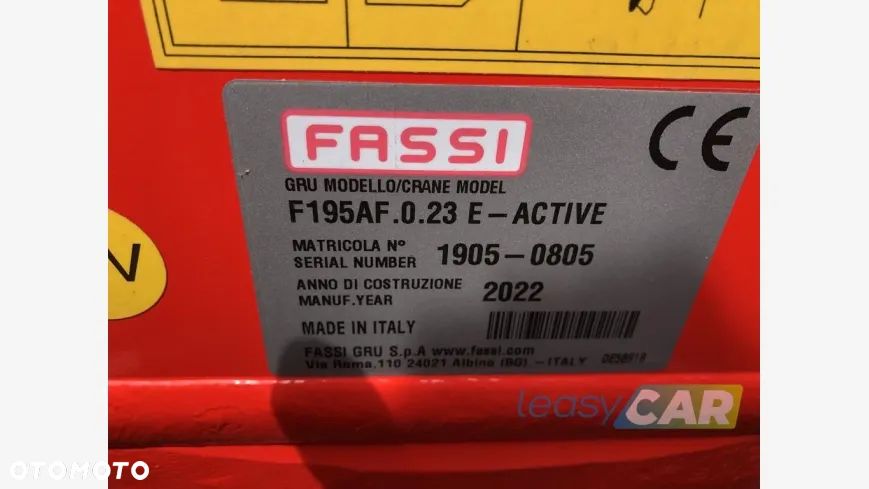 FASSI
CE
GRU MODELLO/CRANE MODEL
F195AF.0.23 E-ACTIVE
MATRICOLA Nº
SERIAL NUMBER 1905-0805
ANNO DI COSTRUZIONE
MANUF.YEAR 2022
MADE IN ITALY
FASSI GRU S.p.A www.fassi.com
Via Roma,110 24021 Albino (BG) - ITALY
N
leasyCAR
OTOMOTO